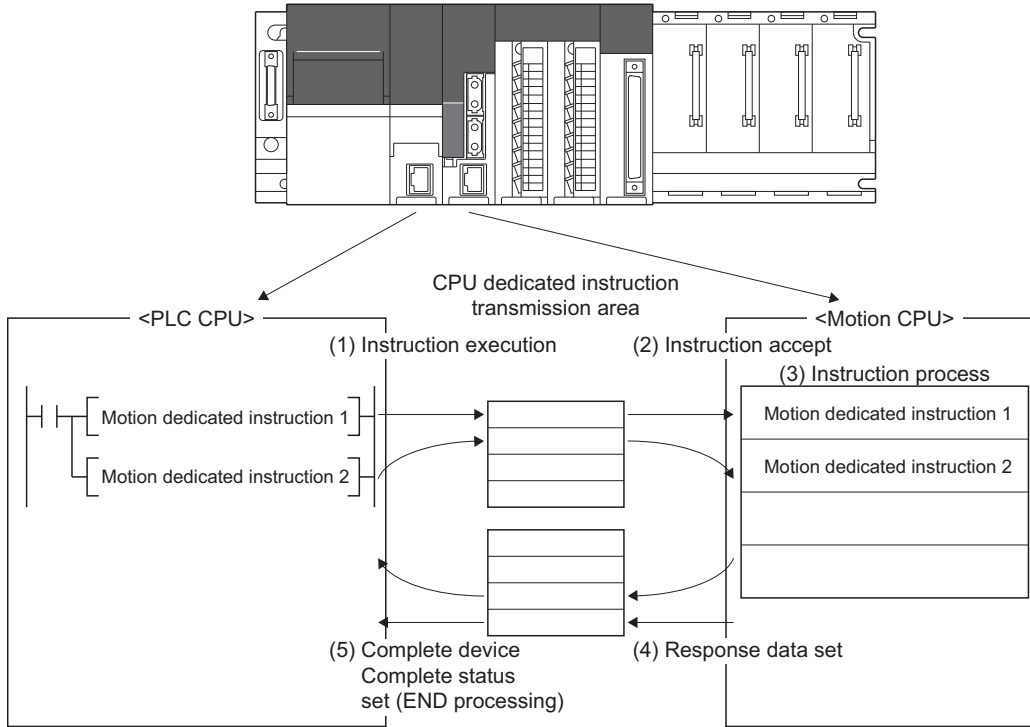 CPU dedicated instruction
transmission area
<PLC CPU>
<Motion CPU>
(1) Instruction execution
(2) Instruction accept
(3) Instruction process
Motion dedicated instruction 1
Motion dedicated instruction 1
Motion dedicated instruction 2
Motion dedicated instruction 2
(5) Complete device
Complete status
set (END processing)
(4) Response data set